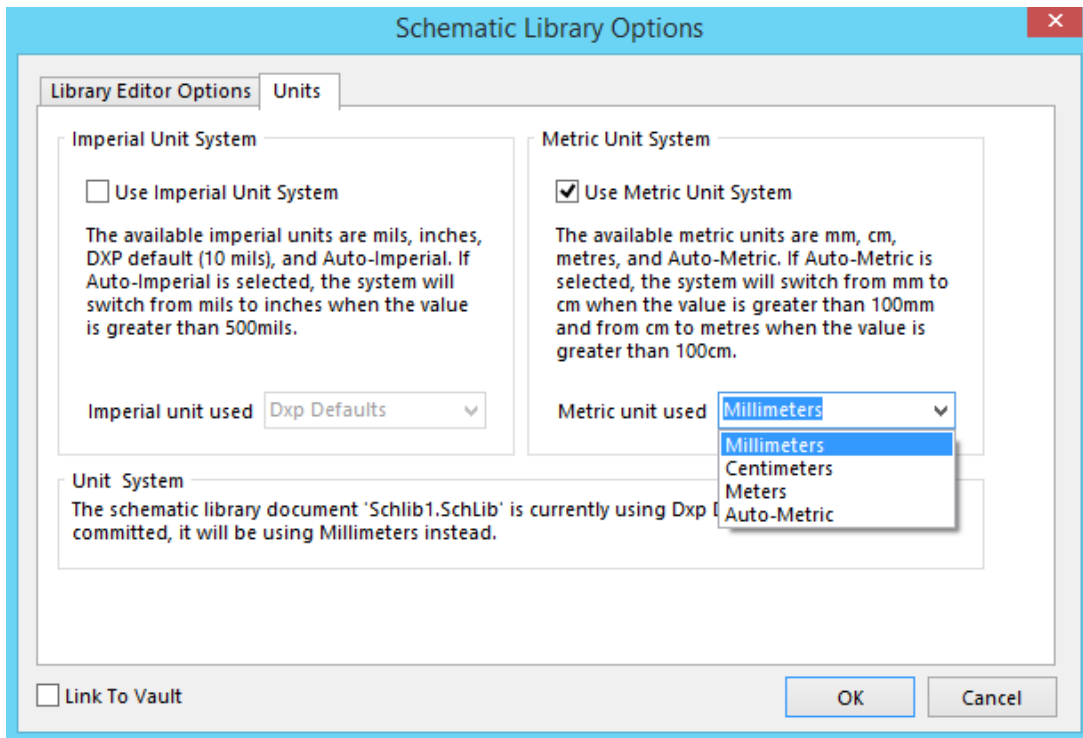 Schematic Library Options
Library Editor Options
Units
Imperial Unit System
Use Imperial Unit System
The available imperial units are mils, inches,
DXP default (10 mils), and Auto-Imperial. If
Auto-Imperial is selected, the system will
switch from mils to inches when the value
is greater than 500mils.
Imperial unit used
Dxp Defaults
Metric Unit System
Use Metric Unit System
The available metric units are mm, cm,
metres, and Auto-Metric. If Auto-Metric is
selected, the system will switch from mm to
cm when the value is greater than 100mm
and from cm to metres when the value is
greater than 100cm.
Metric unit used
Millimeters
Millimeters
Centimeters
Meters
Auto-Metric
Unit System
The schematic library document 'Schlib1.SchLib' is currently using Dxp
committed, it will be using Millimeters instead.
Link To Vault
OK
Cancel